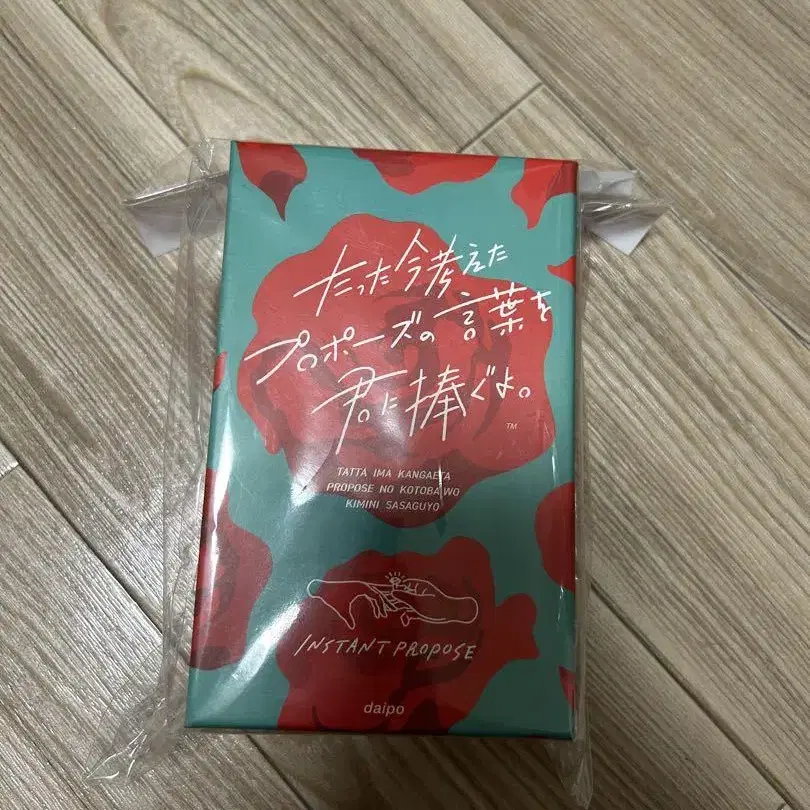 たった今考えた
プロポーズの言葉を
君に捧ぐよ。
TM
TATTA IMA KANGAETA
PROPOSE NO KOTOBA WO
KIMINI SASAGUYO
INSTANT PROPOSE
daipo